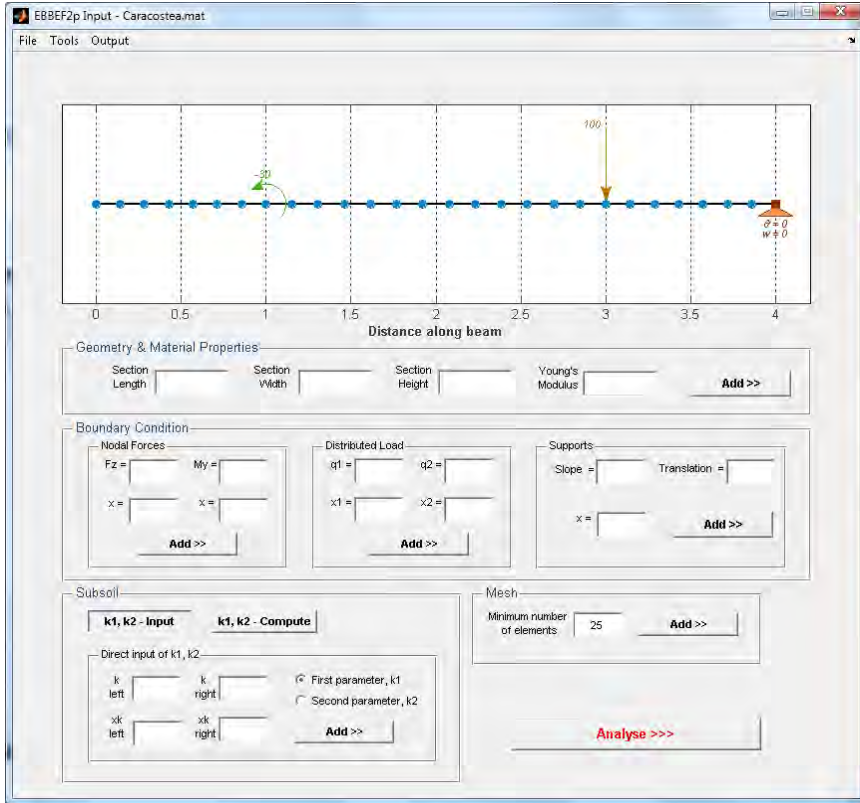 EBBEF2p Input - Caracostea.mat
File Tools Output
100
-30
ϑ = 0
w = 0
0 0.5 1 1.5 2 2.5 3 3.5 4
Distance along beam
Geometry & Material Properties
Section Length
Section Width
Section Height
Young's Modulus
Add >>
Boundary Condition
Nodal Forces
Fz = My =
x = x =
Add >>
Distributed Load
q1 = q2 =
x1 = x2 =
Add >>
Supports
Slope = Translation =
x =
Add >>
Subsoil
k1, k2 - Input
k1, k2 - Compute
Direct input of k1, k2
k left
k right
First parameter, k1
Second parameter, k2
xk left
xk right
Add >>
Mesh
Minimum number of elements
25
Add >>
Analyse >>>